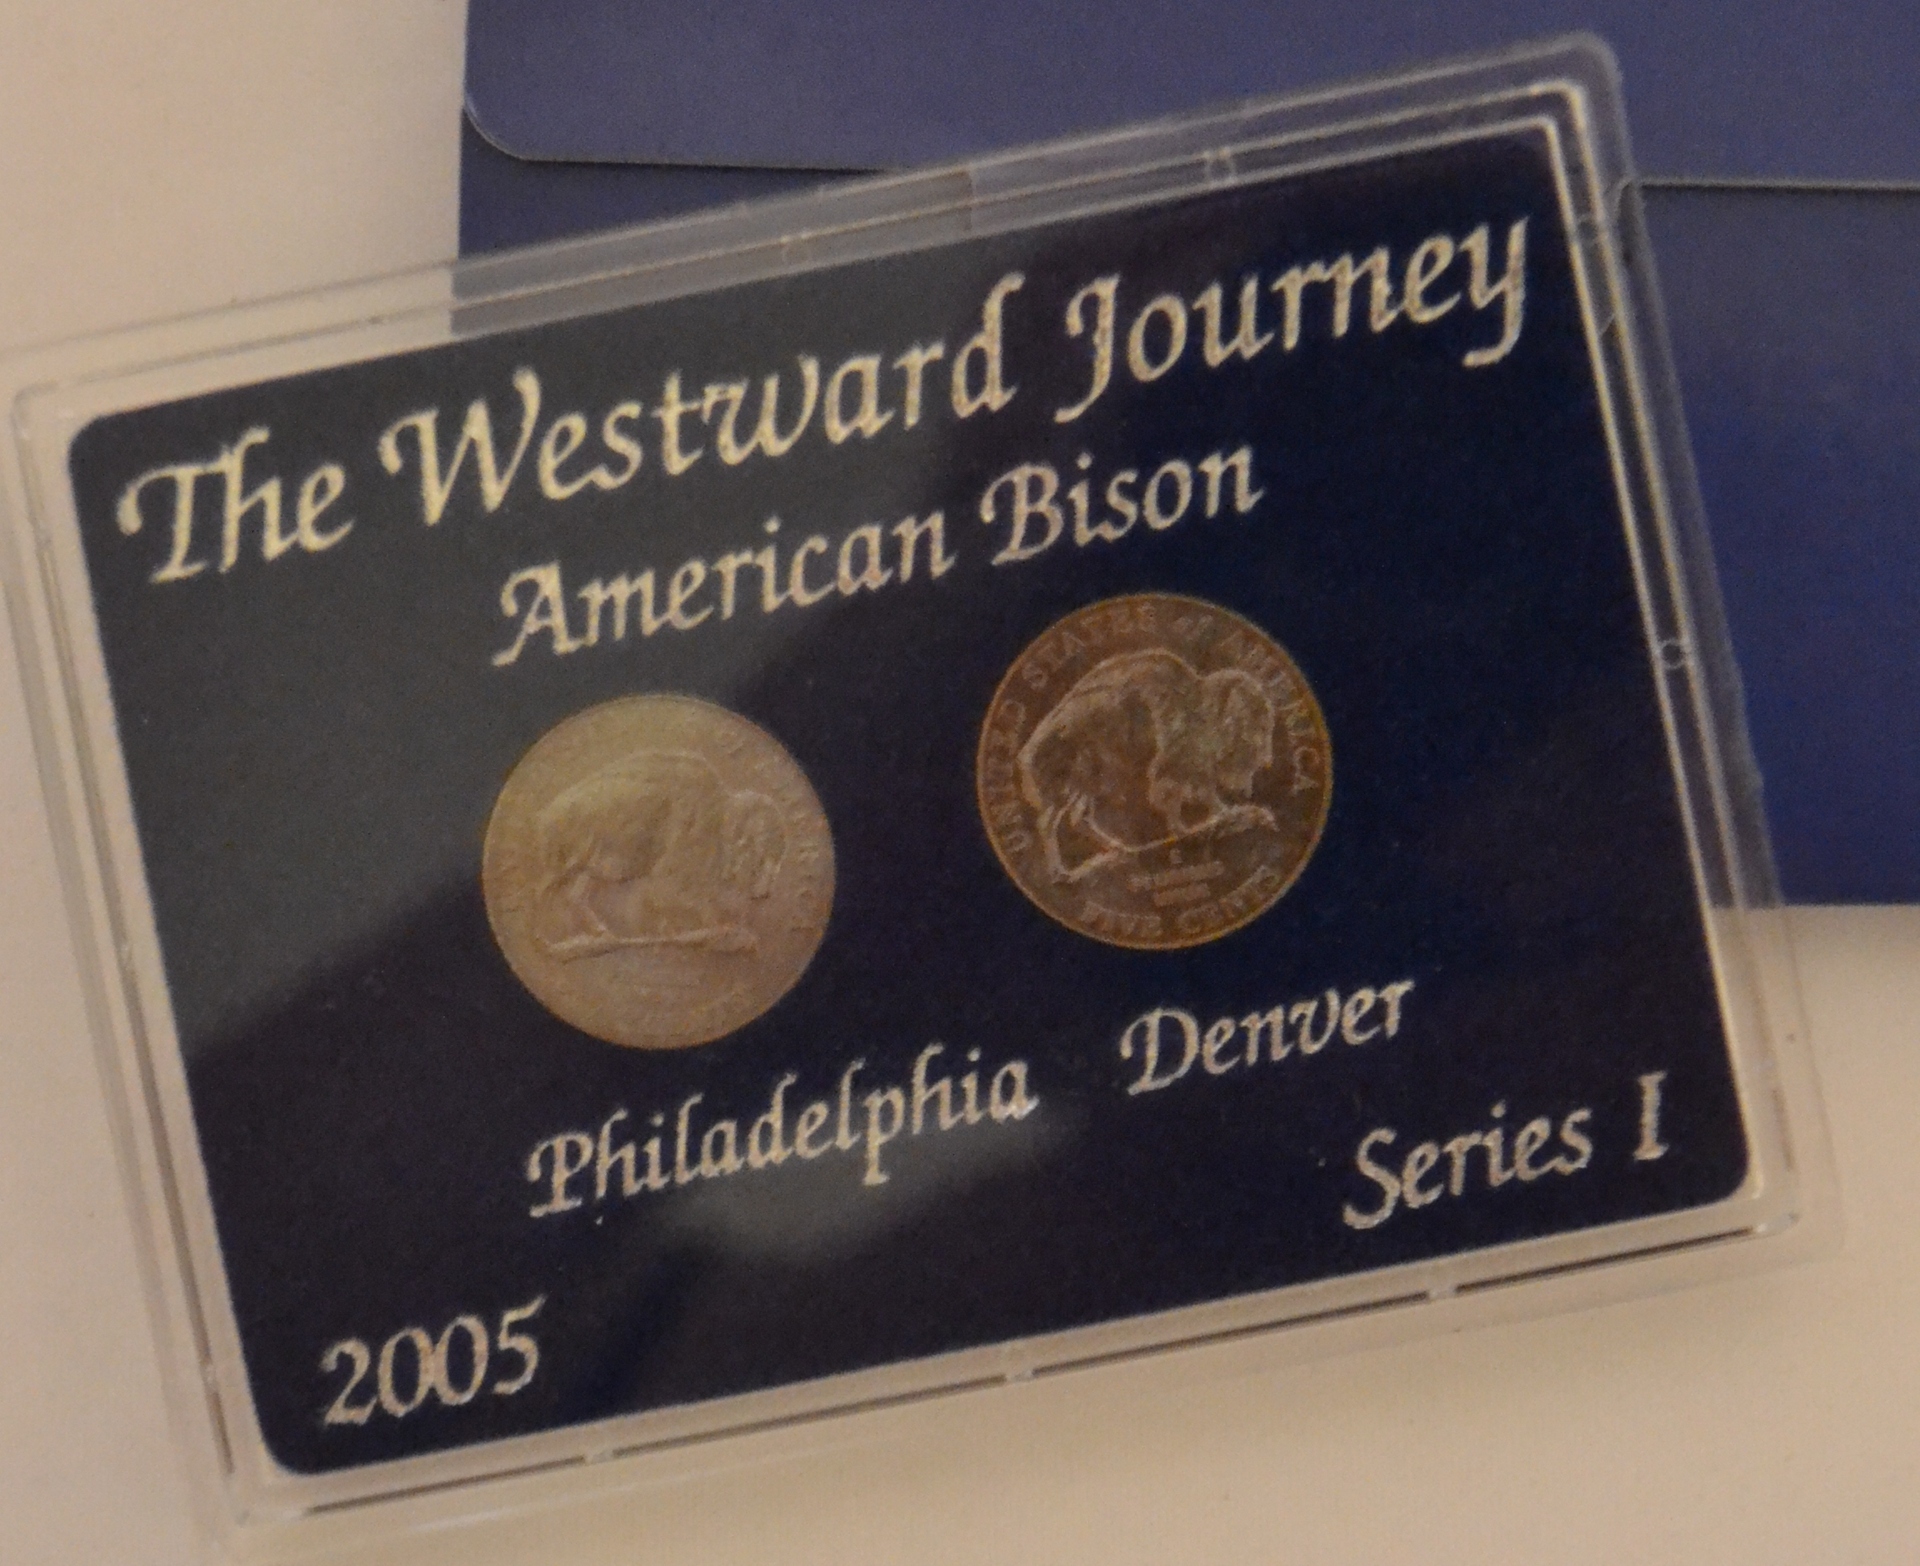 The Westward Journey
American Bison
UNITED STATES of AMERICA
FIVE CENTS
Philadelphia Denver
Series I
2005